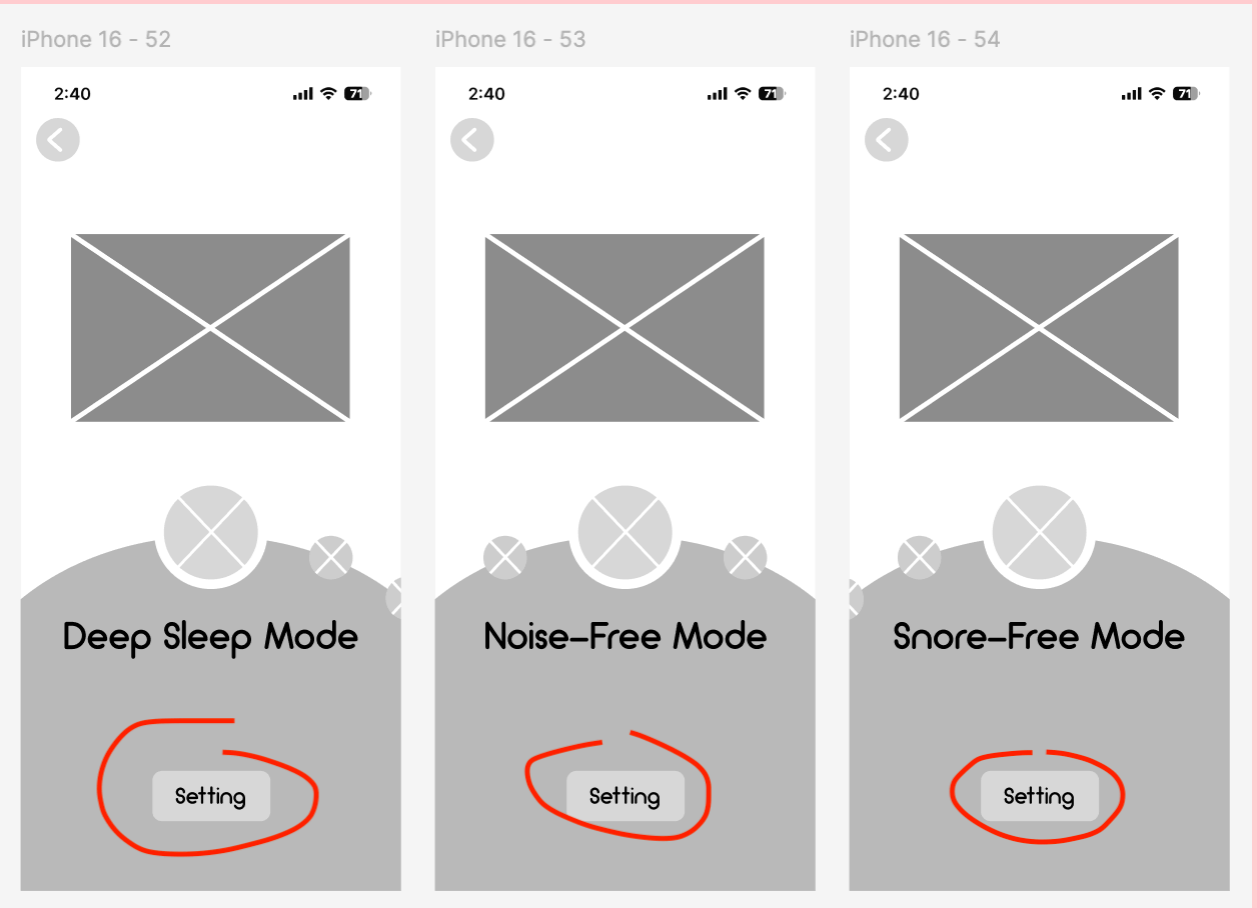 iPhone 16 - 52
iPhone 16 - 53
iPhone 16 - 54
2:40
71
2:40
71
2:40
71
Deep Sleep Mode
Noise-Free Mode
Snore-Free Mode
Setting
Setting
Setting